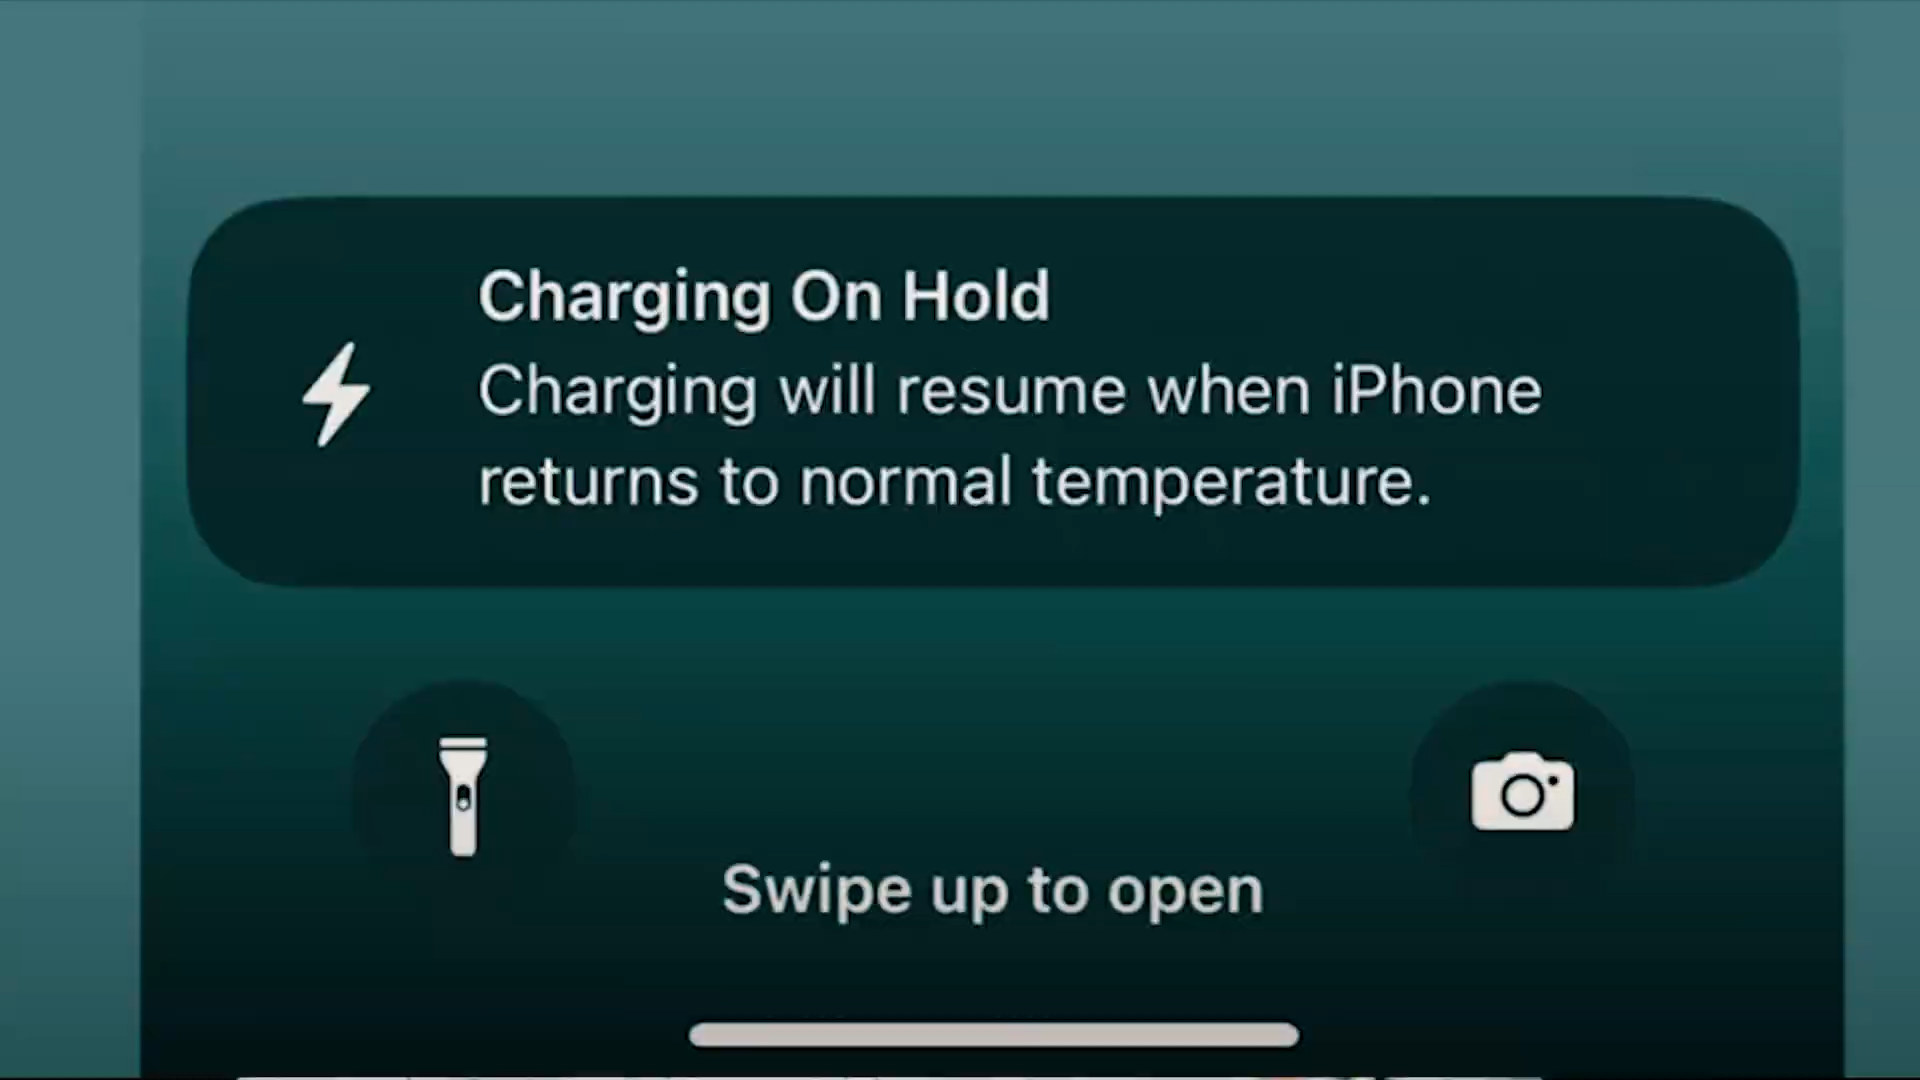 Charging On Hold
Charging will resume when iPhone
returns to normal temperature.
Swipe up to open